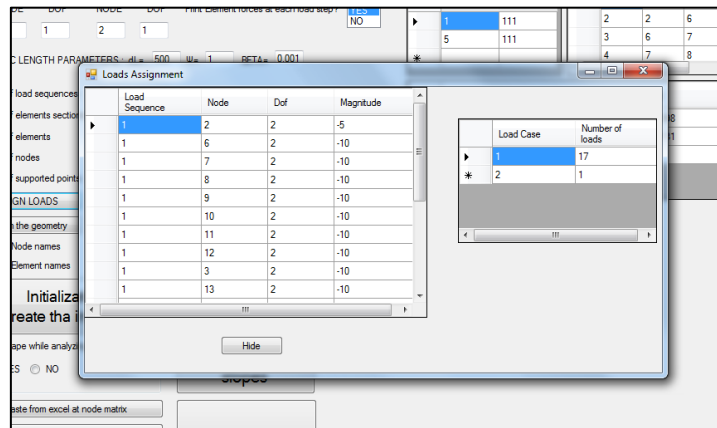 DOF NODE DOF Print Element forces at each load step? YES
NO
1 2 1
1 111
5 111
2 2 6
3 6 7
4 7 8
C LENGTH PARAMETERS : dL= 500 Ψ= 1 BETA= 0.001
Loads Assignment
of load sequences
of elements section
of elements
of nodes
of supported points
GN LOADS
n the geometry
Node names
Element names
Initializa
reate tha i
ape while analyzi
ES NO
aste from excel at node matrix
slopes
Load Sequence Node Dof Magnitude
1 2 2 -5
1 6 2 -10
1 7 2 -10
1 8 2 -10
1 9 2 -10
1 10 2 -10
1 11 2 -10
1 12 2 -10
1 3 2 -10
1 13 2 -10
Load Case Number of loads
1 17
2 1
Hide